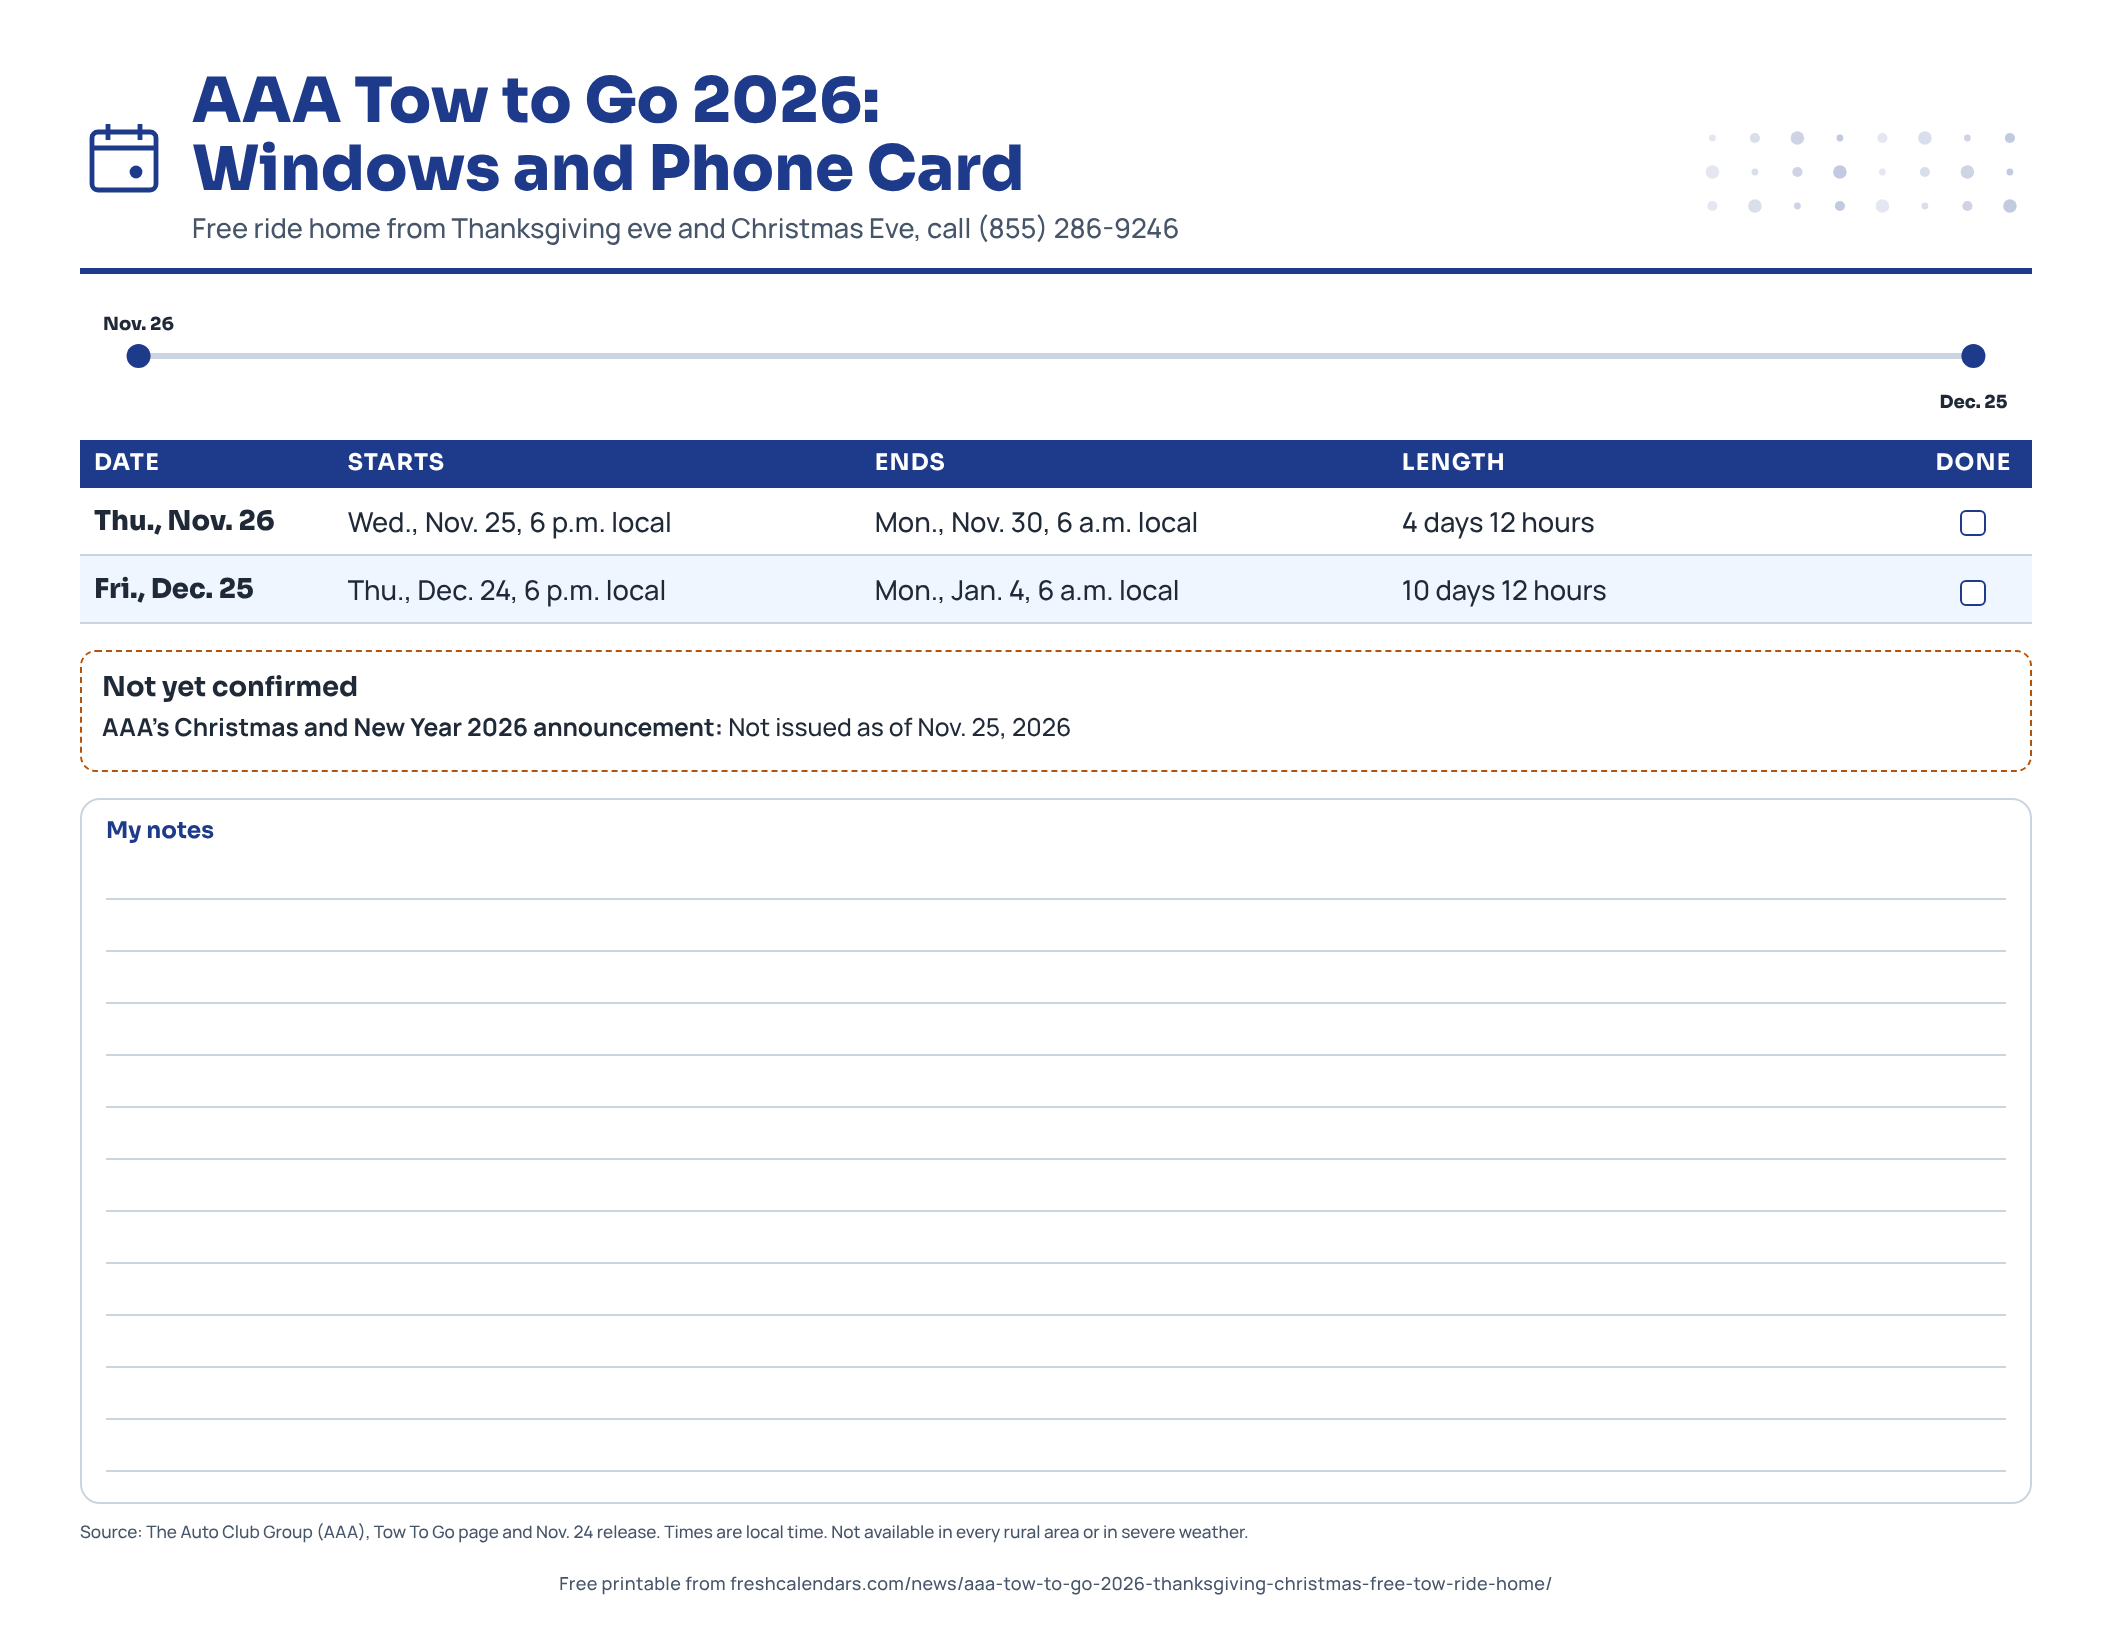 AAA Tow to Go 2026:
Windows and Phone Card
Free ride home from Thanksgiving eve and Christmas Eve, call (855) 286-9246
Nov. 26
Dec. 25
DATE STARTS ENDS LENGTH DONE
Thu., Nov. 26 Wed., Nov. 25, 6 p.m. local Mon., Nov. 30, 6 a.m. local 4 days 12 hours
Fri., Dec. 25 Thu., Dec. 24, 6 p.m. local Mon., Jan. 4, 6 a.m. local 10 days 12 hours
Not yet confirmed
AAA's Christmas and New Year 2026 announcement: Not issued as of Nov. 25, 2026
My notes
Source: The Auto Club Group (AAA), Tow To Go page and Nov. 24 release. Times are local time. Not available in every rural area or in severe weather.
Free printable from freshcalendars.com/news/aaa-tow-to-go-2026-thanksgiving-christmas-free-tow-ride-home/